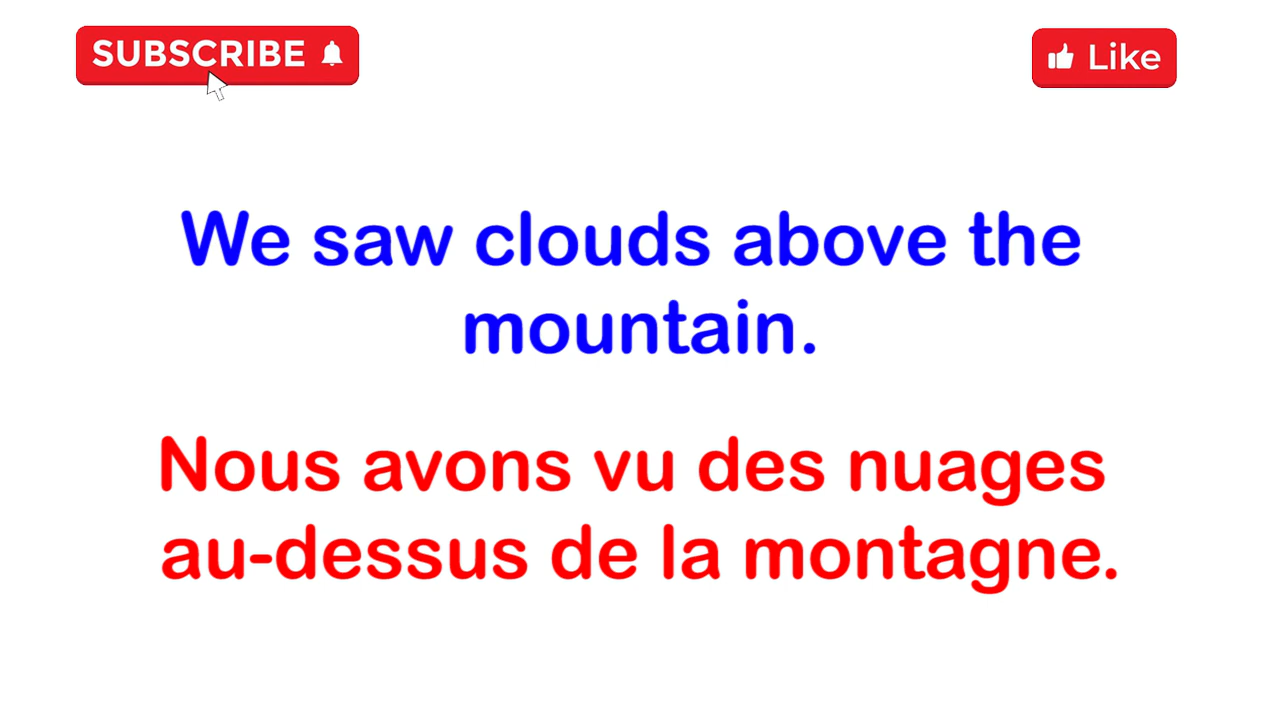 SUBSCRIBE
Like
We saw clouds above the
mountain.
Nous avons vu des nuages
au-dessus de la montagne.